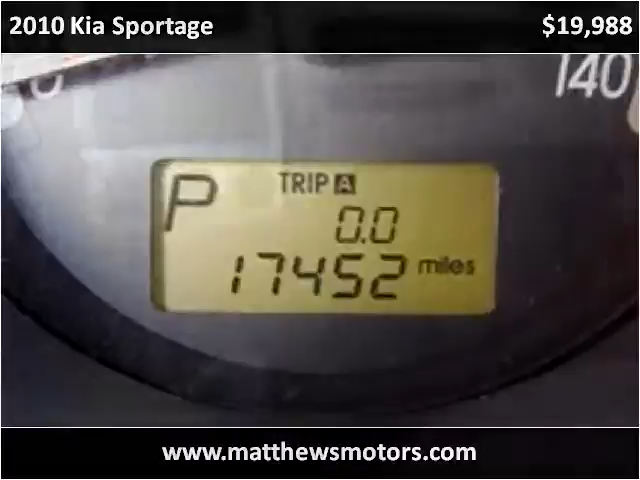 2010 Kia Sportage $19,988
140
P TRIP A
0.0
17452 miles
www.matthewsmotors.com